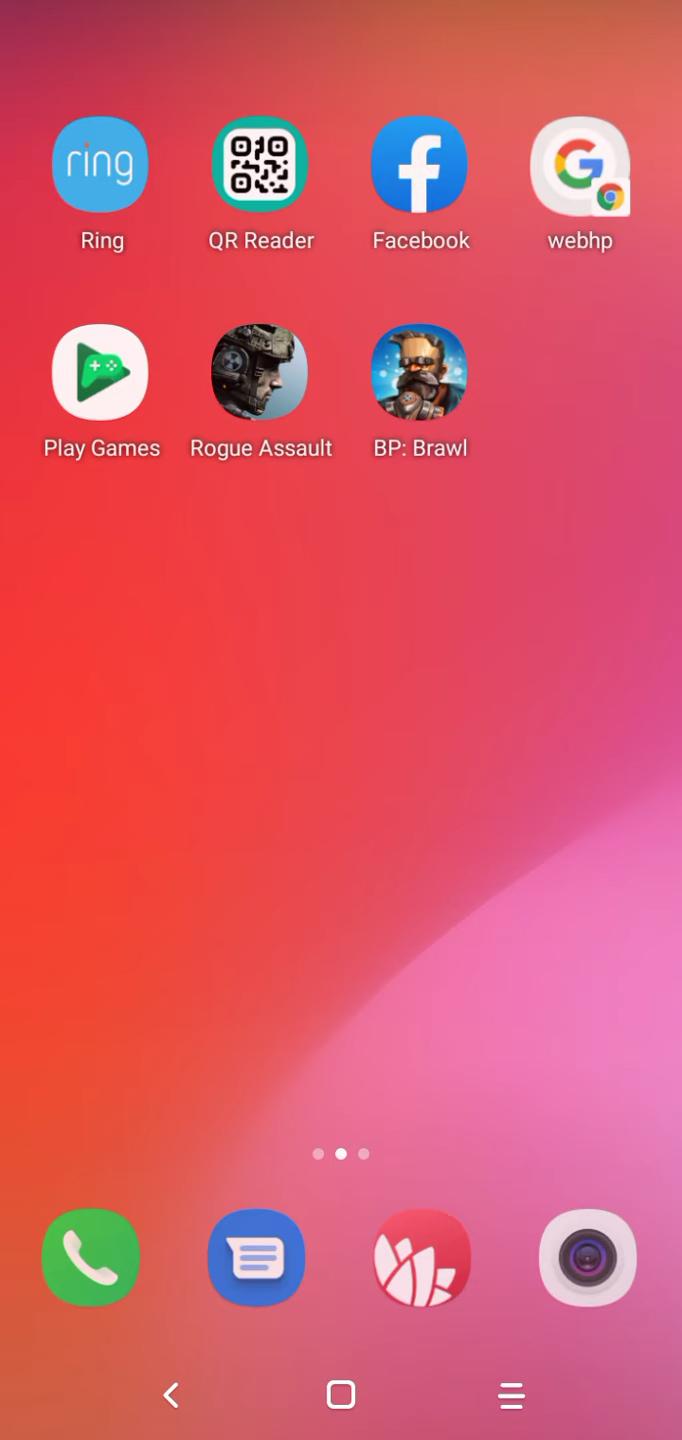 ring
Ring
QR Reader
Facebook
webhp
Play Games
Rogue Assault
BP: Brawl